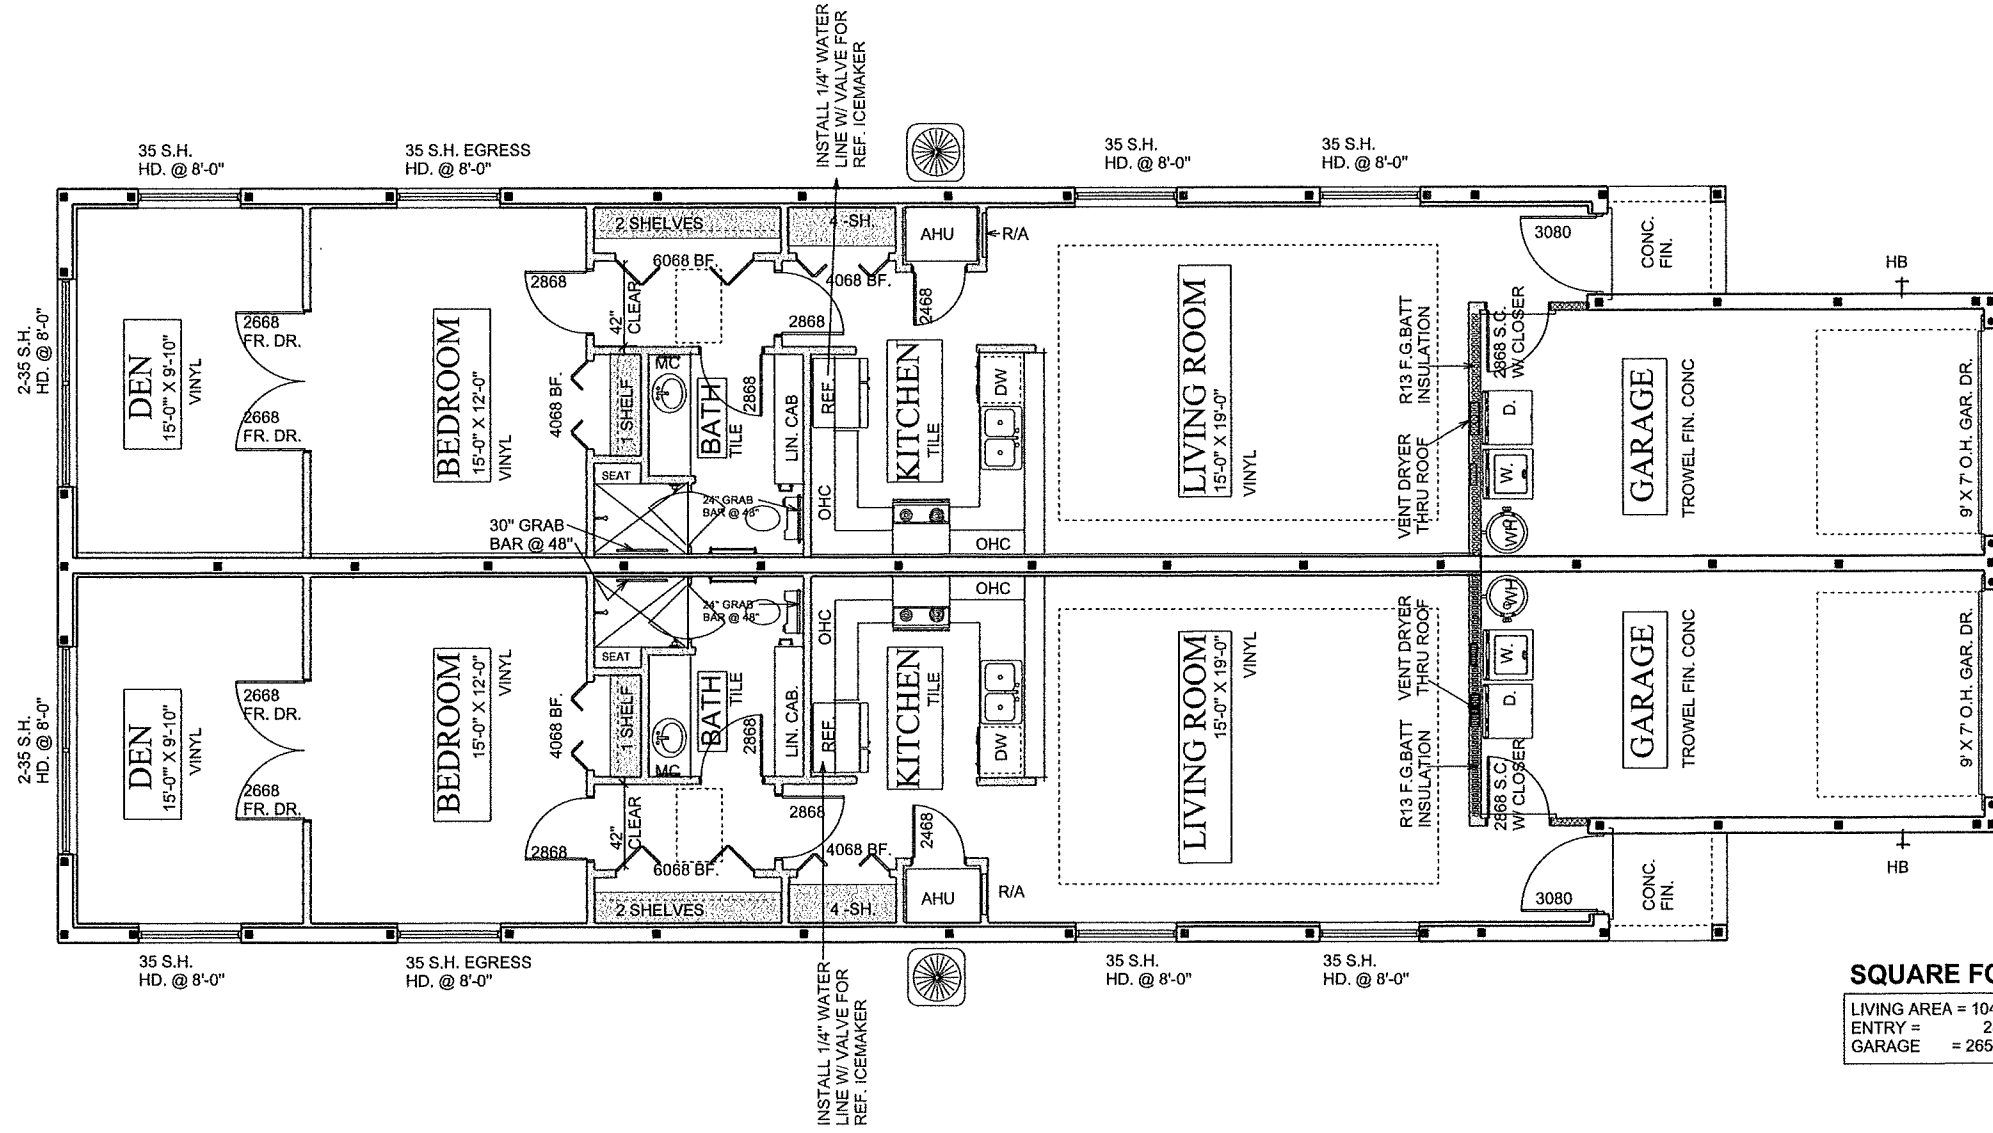 INSTALL 1/4" WATER
LINE W/ VALVE FOR
REF. ICEMAKER
35 S.H.
HD. @ 8'-0"
35 S.H. EGRESS
HD. @ 8'-0"
35 S.H.
HD. @ 8'-0"
35 S.H.
HD. @ 8'-0"
2 SHELVES
4 -SH.
AHU
R/A
3080
CONC.
FIN.
HB
6068 BF.
4068 BF.
2868
42"
CLEAR
2868
2468
2-35 S.H.
HD. @ 8'-0"
DEN
15'-0" X 9'-10"
VINYL
2668
FR. DR.
2668
FR. DR.
BEDROOM
15'-0" X 12'-0"
VINYL
4068 BF.
1 SHELF
MC
BATH
TILE
2868
LIN. CAB
REF.
KITCHEN
TILE
DW
LIVING ROOM
15'-0" X 19'-0"
VINYL
R13 F.G.BATT
INSULATION
2868 S.C.
W/ CLOSER
D.
W.
WH
VENT DRYER
THRU ROOF
GARAGE
TROWEL FIN. CONC
9' X 7' O.H. GAR. DR.
SEAT
24" GRAB
BAR @ 48"
OHC
OHC
30" GRAB
BAR @ 48"
24" GRAB
BAR @ 48"
OHC
OHC
SEAT
WH
W.
D.
VENT DRYER
THRU ROOF
R13 F.G.BATT
INSULATION
2868 S.C.
W/ CLOSER
GARAGE
TROWEL FIN. CONC
9' X 7' O.H. GAR. DR.
2-35 S.H.
HD. @ 8'-0"
DEN
15'-0" X 9'-10"
VINYL
2668
FR. DR.
2668
FR. DR.
BEDROOM
15'-0" X 12'-0"
VINYL
4068 BF.
1 SHELF
MC
BATH
TILE
2868
LIN. CAB.
REF.
KITCHEN
TILE
DW
LIVING ROOM
15'-0" X 19'-0"
VINYL
2868
42"
CLEAR
2868
2468
6068 BF.
4068 BF.
2 SHELVES
4 -SH.
AHU
R/A
3080
CONC.
FIN.
HB
35 S.H.
HD. @ 8'-0"
35 S.H. EGRESS
HD. @ 8'-0"
35 S.H.
HD. @ 8'-0"
35 S.H.
HD. @ 8'-0"
INSTALL 1/4" WATER
LINE W/ VALVE FOR
REF. ICEMAKER
SQUARE FO
LIVING AREA = 104
ENTRY = 2
GARAGE = 265